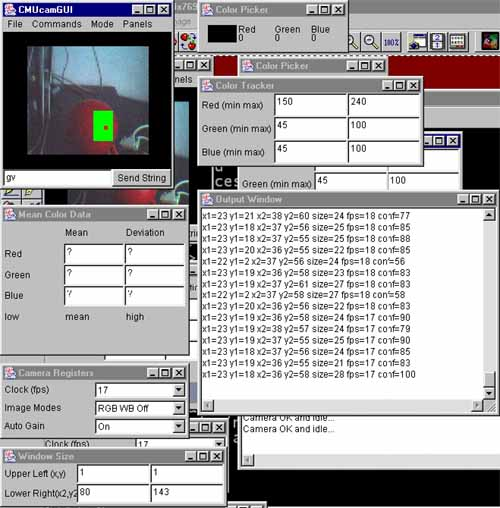 CMUcamGUI
File Commands Mode Panels
gv
Send String
Color Picker
Red Green Blue
0 0 0
100%
Color Picker
Color Tracker
Red (min max) 150 240
Green (min max) 45 100
Blue (min max) 45 100
Green (min max) 45 100
Output Window
x1=23 y1=21 x2=38 y2=60 size=24 fps=18 conf=77
x1=23 y1=18 x2=37 y2=56 size=25 fps=18 conf=85
x1=23 y1=18 x2=37 y2=55 size=25 fps=18 conf=88
x1=23 y1=20 x2=36 y2=55 size=22 fps=18 conf=85
x1=22 y1=2 x2=37 y2=56 size=24 fps=18 conf=56
x1=23 y1=19 x2=36 y2=58 size=23 fps=18 conf=83
x1=23 y1=19 x2=37 y2=61 size=27 fps=18 conf=83
x1=22 y1=2 x2=37 y2=58 size=27 fps=18 conf=58
x1=23 y1=20 x2=36 y2=56 size=22 fps=18 conf=83
x1=23 y1=19 x2=36 y2=58 size=24 fps=17 conf=90
x1=23 y1=19 x2=38 y2=57 size=24 fps=17 conf=79
x1=23 y1=19 x2=37 y2=55 size=25 fps=17 conf=90
x1=23 y1=16 x2=37 y2=56 size=24 fps=17 conf=85
x1=23 y1=19 x2=36 y2=55 size=21 fps=17 conf=83
x1=23 y1=18 x2=36 y2=58 size=28 fps=17 conf=100
Camera OK and idle...
Camera OK and idle...
Mean Color Data
Mean Deviation
Red ? ?
Green ? ?
Blue ? ?
low mean high
Camera Registers
Clock (fps) 17
Image Modes RGB WB Off
Auto Gain On
Clock (fps) 17
Window Size
Upper Left (x,y) 1 1
Lower Right(x2,y2 80 143